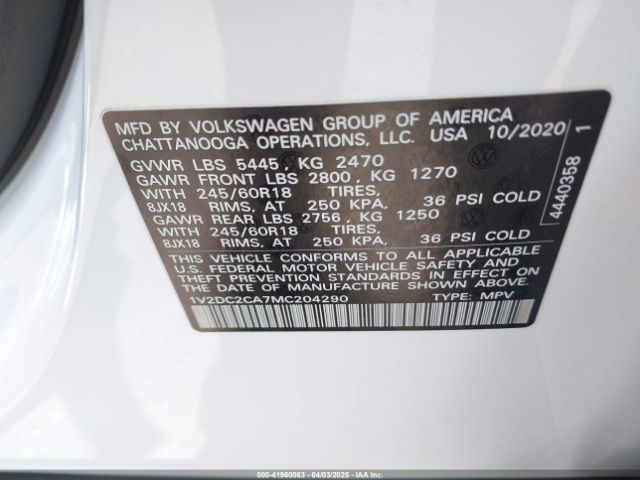 MFD BY VOLKSWAGEN GROUP OF AMERICA
CHATTANOOGA OPERATIONS, LLC. USA 10/2020
GVWR LBS 5445, KG 2470
GAWR FRONT LBS 2800, KG 1270
WITH 245/60R18 TIRES,
8JX18 RIMS, AT 250 KPA, 36 PSI COLD
GAWR REAR LBS 2756, KG 1250
WITH 245/60R18 TIRES,
8JX18 RIMS, AT 250 KPA, 36 PSI COLD
THIS VEHICLE CONFORMS TO ALL APPLICABLE
U.S. FEDERAL MOTOR VEHICLE SAFETY AND
THEFT PREVENTION STANDARDS IN EFFECT ON
THE DATE OF MANUFACTURE SHOWN ABOVE.
1V2DC2CA7MC204290 TYPE: MPV
4440358 1
000-41960063 - 04/03/2025 - IAA Inc.